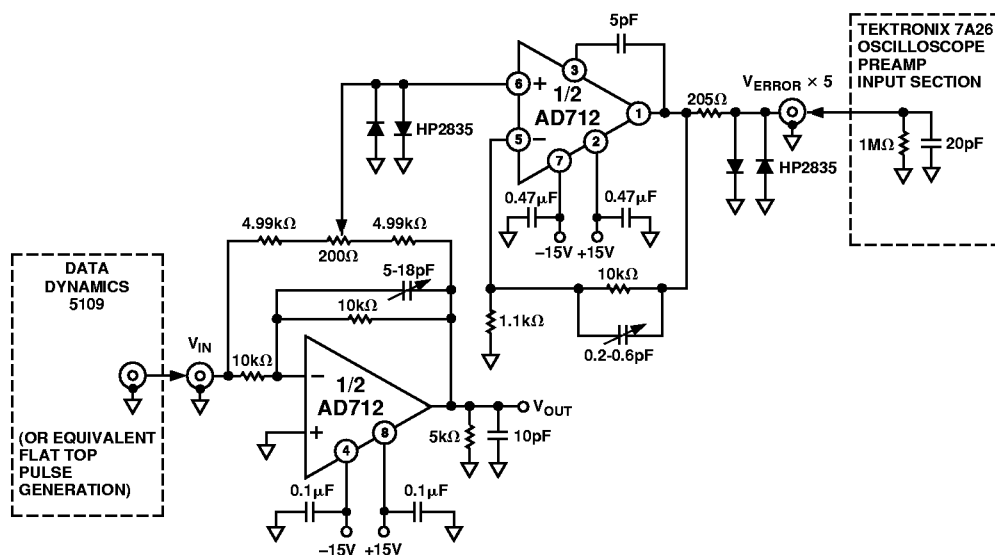 5pF
TEKTRONIX 7A26
OSCILLOSCOPE
PREAMP
INPUT SECTION
3
6
+
1/2
AD712
1
VERROR × 5
205Ω
5
−
2
7
HP2835
HP2835
1MΩ
20pF
0.47µF
0.47µF
−15V
+15V
4.99kΩ
4.99kΩ
200Ω
DATA
DYNAMICS
5109
5-18pF
10kΩ
10kΩ
1.1kΩ
0.2-0.6pF
VIN
10kΩ
−
1/2
AD712
+
4
8
VOUT
5kΩ
10pF
(OR EQUIVALENT
FLAT TOP
PULSE
GENERATION)
0.1µF
0.1µF
−15V
+15V